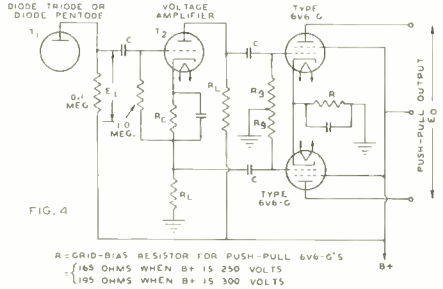 DIODE TRIODE OR
DIODE PENTODE
VOLTAGE
AMPLIFIER
TYPE
6V6-G
T1
T2
C
C
0.1
MEG.
E1
1.0
MEG.
RC
RL
Rg
Rg
R
C
RL
TYPE
6V6-G
PUSH-PULL OUTPUT
EO
B+
FIG. 4
R = GRID-BIAS RESISTOR FOR PUSH-PULL 6V6-G'S
= {165 OHMS WHEN B+ IS 250 VOLTS
195 OHMS WHEN B+ IS 300 VOLTS